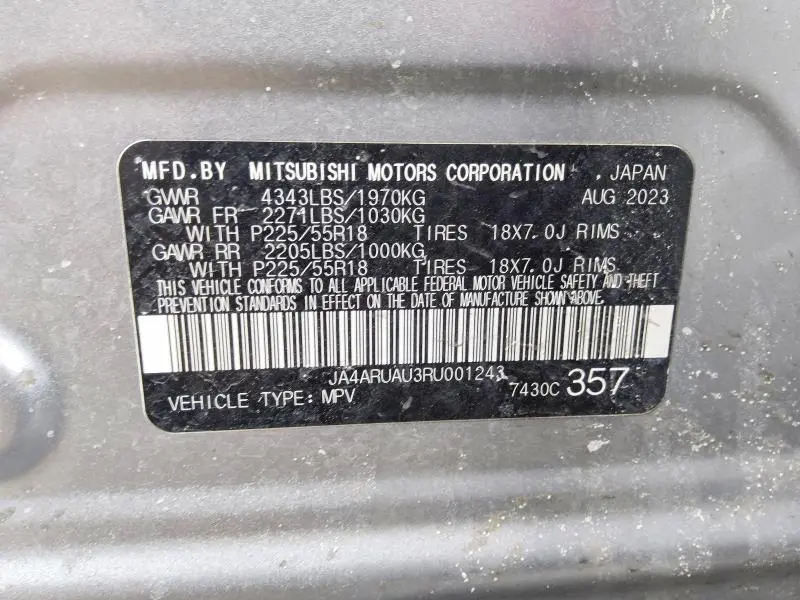 MFD.BY MITSUBISHI MOTORS CORPORATION , JAPAN
GVWR 4343LBS/1970KG AUG 2023
GAWR FR 2271LBS/1030KG
WITH P225/55R18 TIRES 18X7.0J RIMS
GAWR RR 2205LBS/1000KG
WITH P225/55R18 TIRES 18X7.0J RIMS
THIS VEHICLE CONFORMS TO ALL APPLICABLE FEDERAL MOTOR VEHICLE SAFETY AND THEFT
PREVENTION STANDARDS IN EFFECT ON THE DATE OF MANUFACTURE SHOWN ABOVE.
JA4ARUAU3RU001243
VEHICLE TYPE: MPV 7430C 357